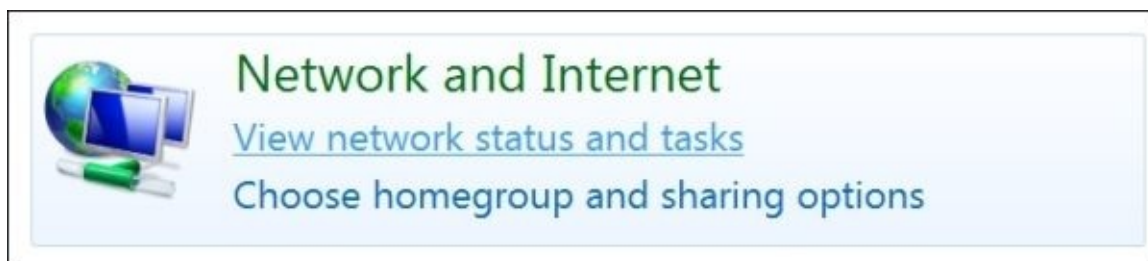 Network and Internet
View network status and tasks
Choose homegroup and sharing options